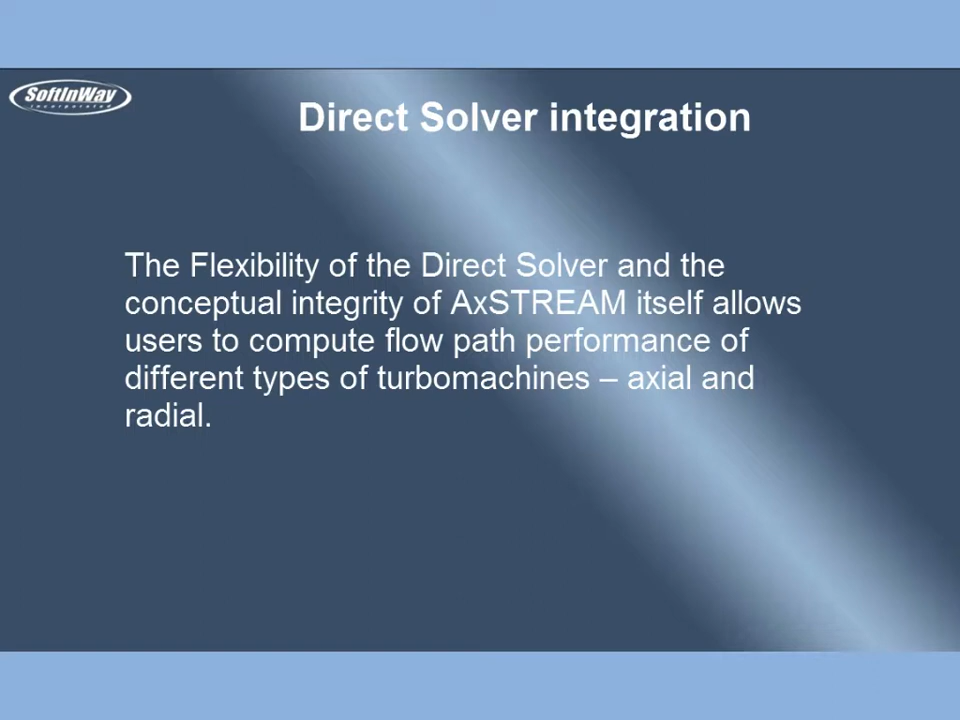 SoftInWay
incorporated
Direct Solver integration
The Flexibility of the Direct Solver and the
conceptual integrity of AxSTREAM itself allows
users to compute flow path performance of
different types of turbomachines – axial and
radial.